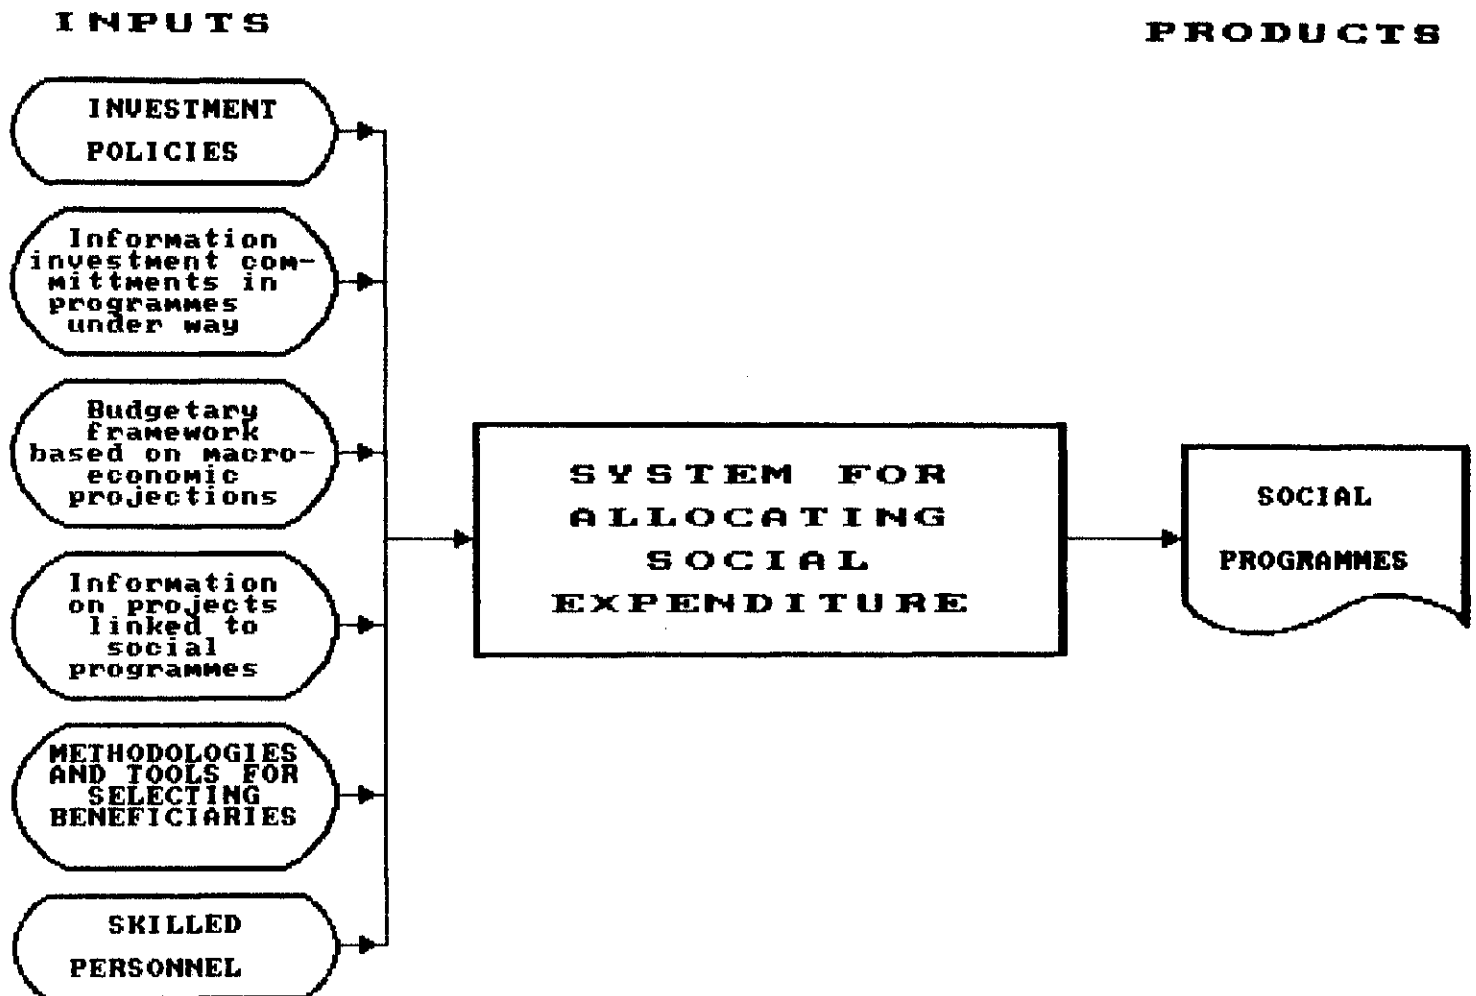 INPUTS
PRODUCTS
INVESTMENT
POLICIES
Information
investment com-
mittments in
programmes
under way
Budgetary
framework
based on macro-
economic
projections
Information
on projects
linked to
social
programmes
METHODOLOGIES
AND TOOLS FOR
SELECTING
BENEFICIARIES
SKILLED
PERSONNEL
SYSTEM FOR
ALLOCATING
SOCIAL
EXPENDITURE
SOCIAL
PROGRAMMES